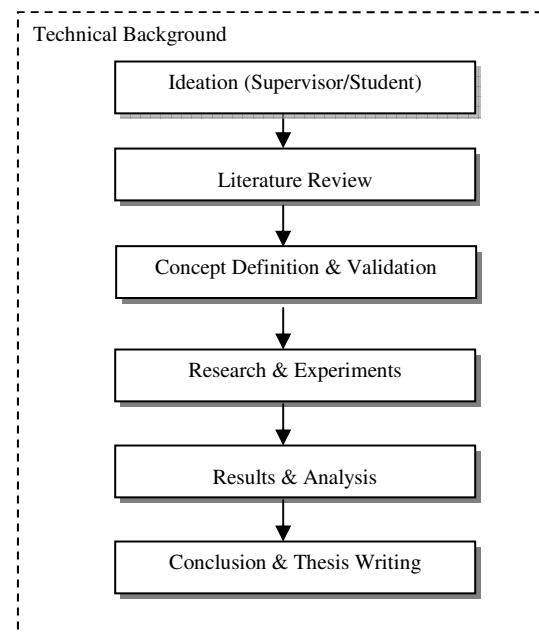 Technical Background
Ideation (Supervisor/Student)
Literature Review
Concept Definition & Validation
Research & Experiments
Results & Analysis
Conclusion & Thesis Writing